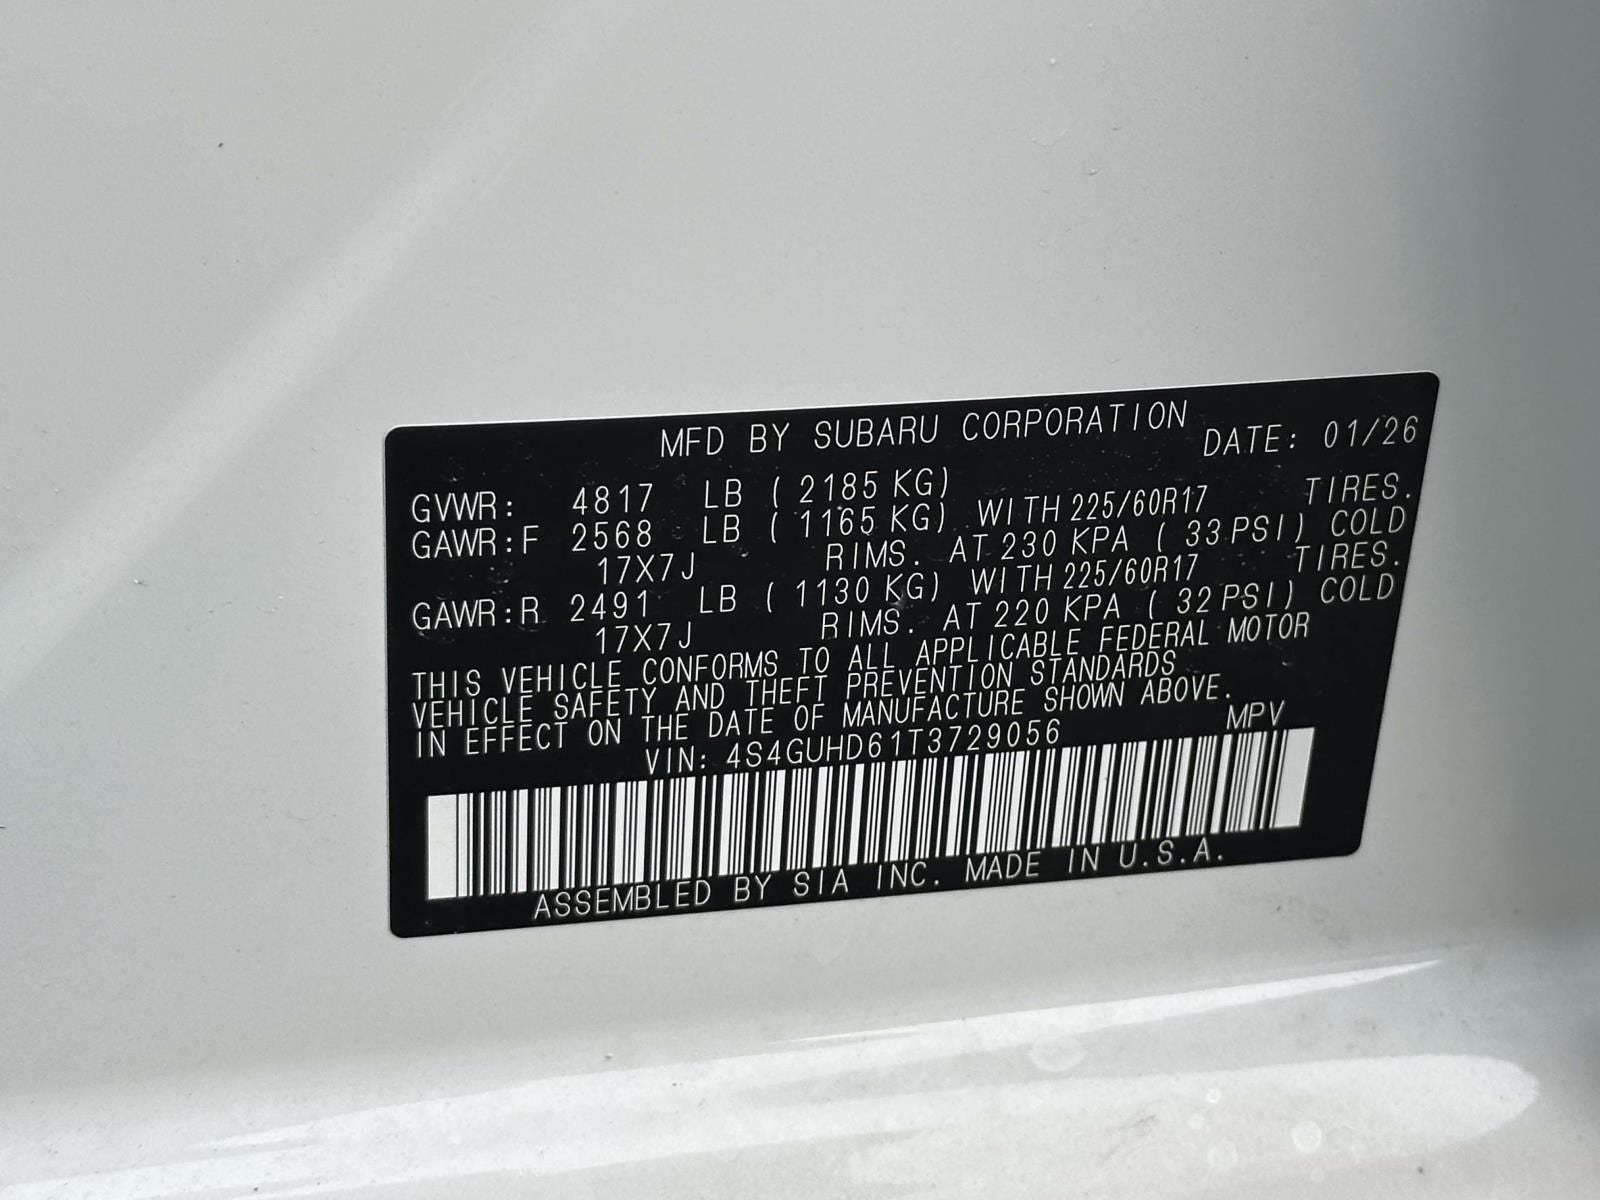 MFD BY SUBARU CORPORATION DATE: 01/26
GVWR: 4817 LB ( 2185 KG)
GAWR:F 2568 LB ( 1165 KG) WITH 225/60R17 TIRES.
17X7J RIMS. AT 230 KPA ( 33 PSI) COLD
GAWR:R 2491 LB ( 1130 KG) WITH 225/60R17 TIRES.
17X7J RIMS. AT 220 KPA ( 32 PSI) COLD
THIS VEHICLE CONFORMS TO ALL APPLICABLE FEDERAL MOTOR
VEHICLE SAFETY AND THEFT PREVENTION STANDARDS
IN EFFECT ON THE DATE OF MANUFACTURE SHOWN ABOVE.
VIN: 4S4GUHD61T3729056 MPV
ASSEMBLED BY SIA INC. MADE IN U.S.A.